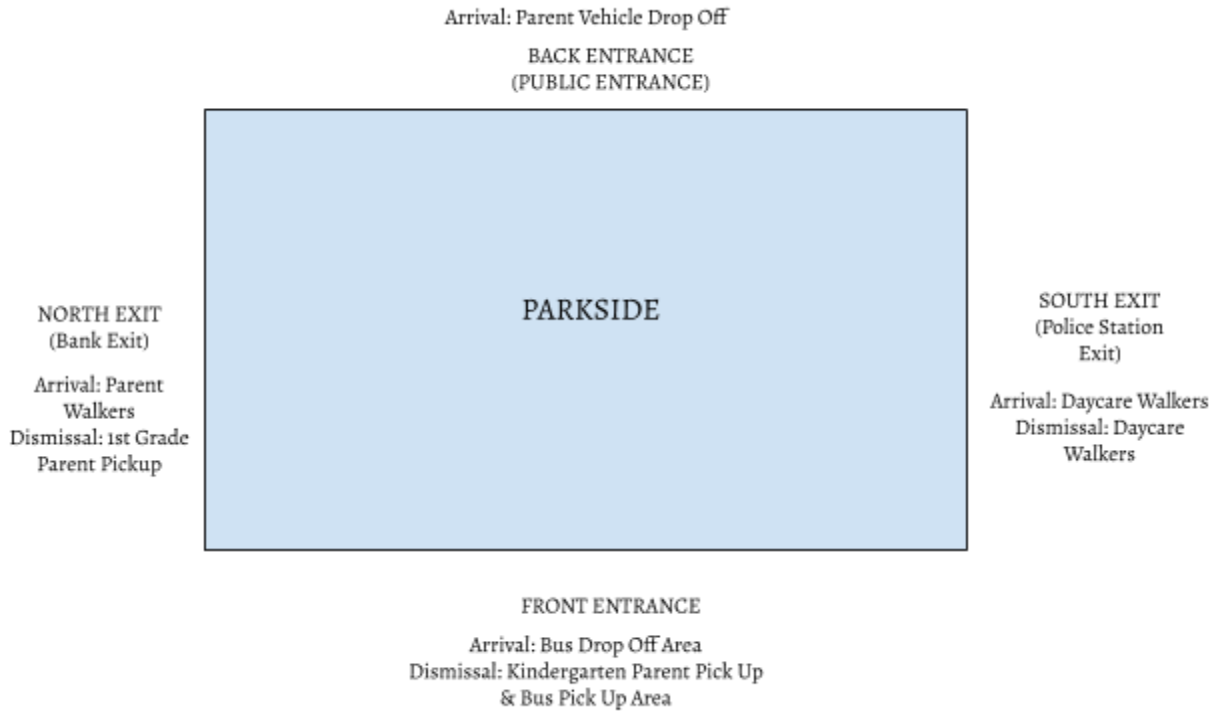 Arrival: Parent Vehicle Drop Off
BACK ENTRANCE
(PUBLIC ENTRANCE)
PARKSIDE
NORTH EXIT
(Bank Exit)
Arrival: Parent
Walkers
Dismissal: 1st Grade
Parent Pickup
SOUTH EXIT
(Police Station
Exit)
Arrival: Daycare Walkers
Dismissal: Daycare
Walkers
FRONT ENTRANCE
Arrival: Bus Drop Off Area
Dismissal: Kindergarten Parent Pick Up
& Bus Pick Up Area